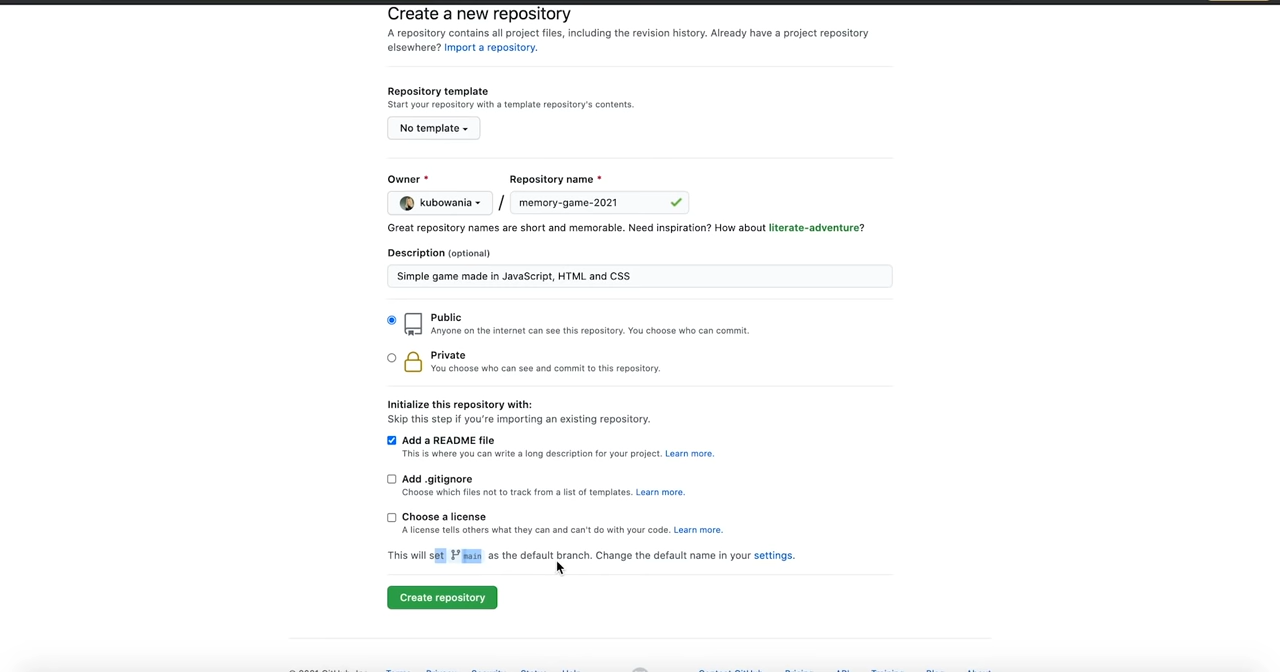 Create a new repository
A repository contains all project files, including the revision history. Already have a project repository
elsewhere? Import a repository.
Repository template
Start your repository with a template repository's contents.
No template
Owner * Repository name *
kubowania / memory-game-2021
Great repository names are short and memorable. Need inspiration? How about literate-adventure?
Description (optional)
Simple game made in JavaScript, HTML and CSS
Public
Anyone on the internet can see this repository. You choose who can commit.
Private
You choose who can see and commit to this repository.
Initialize this repository with:
Skip this step if you're importing an existing repository.
Add a README file
This is where you can write a long description for your project. Learn more.
Add .gitignore
Choose which files not to track from a list of templates. Learn more.
Choose a license
A license tells others what they can and can't do with your code. Learn more.
This will set main as the default branch. Change the default name in your settings.
Create repository